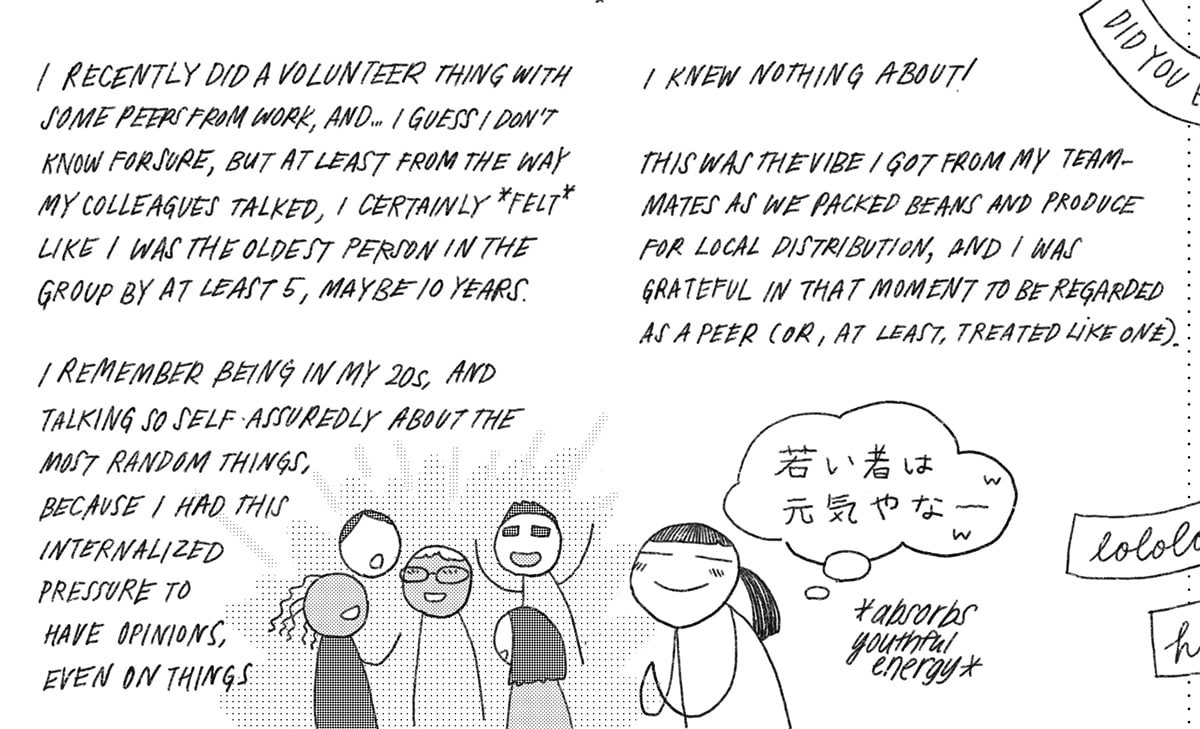 I RECENTLY DID A VOLUNTEER THING WITH
SOME PEEPS FROM WORK, AND... I GUESS I DON'T
KNOW FOR SURE, BUT AT LEAST FROM THE WAY
MY COLLEAGUES TALKED, I CERTAINLY *FELT*
LIKE I WAS THE OLDEST PERSON IN THE
GROUP BY AT LEAST 5, MAYBE 10 YEARS.
I REMEMBER BEING IN MY 20s, AND
TALKING SO SELF-ASSUREDLY ABOUT THE
MOST RANDOM THINGS,
BECAUSE I HAD THIS
INTERNALIZED
PRESSURE TO
HAVE OPINIONS,
EVEN ON THINGS
I KNEW NOTHING ABOUT!
THIS WAS THE VIBE I GOT FROM MY TEAM-
MATES AS WE PACKED BEANS AND PRODUCE
FOR LOCAL DISTRIBUTION, AND I WAS
GRATEFUL IN THAT MOMENT TO BE REGARDED
AS A PEER (OR, AT LEAST, TREATED LIKE ONE).
若い者は w
元気やなー w
*absorbs
youthful
energy*
DID YOU
lolol